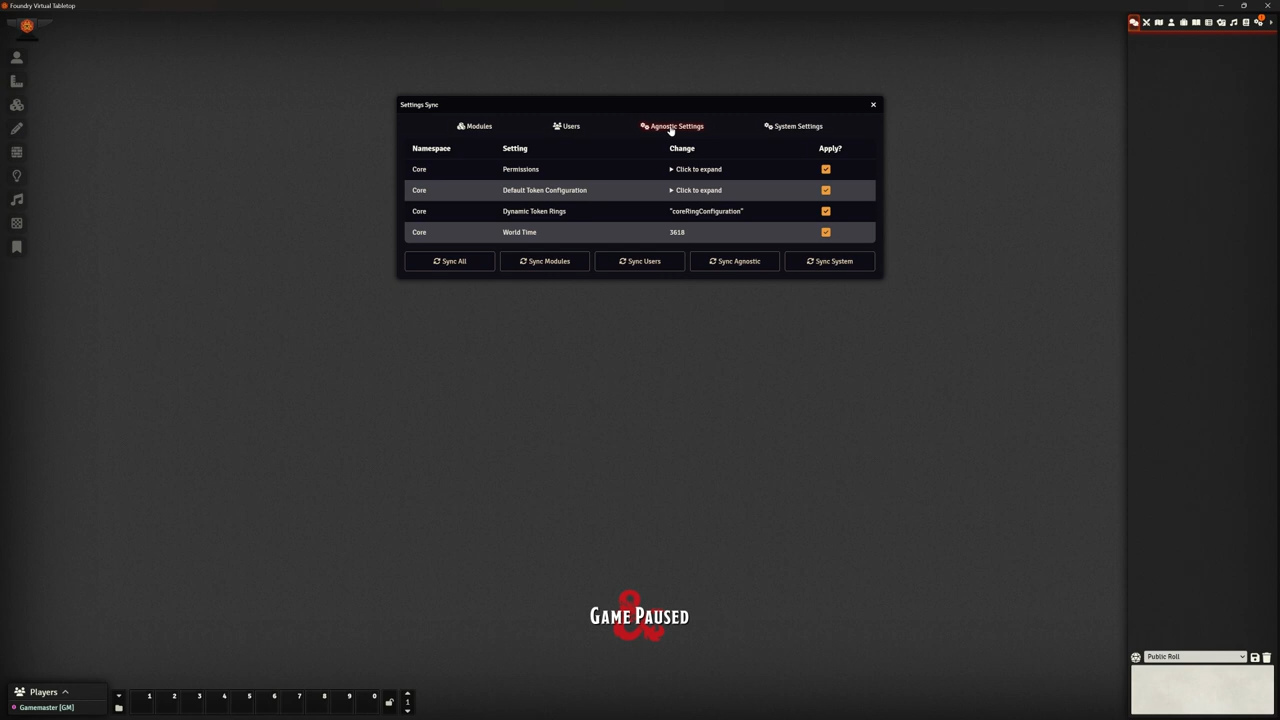 Foundry Virtual Tabletop
Settings Sync
Modules Users Agnostic Settings System Settings
Namespace Setting Change Apply?
Core Permissions Click to expand
Core Default Token Configuration Click to expand
Core Dynamic Token Rings "coreRingConfiguration"
Core World Time 3618
Sync All Sync Modules Sync Users Sync Agnostic Sync System
GAME PAUSED
Public Roll
Players
Gamemaster [GM]
1 2 3 4 5 6 7 8 9 0
1